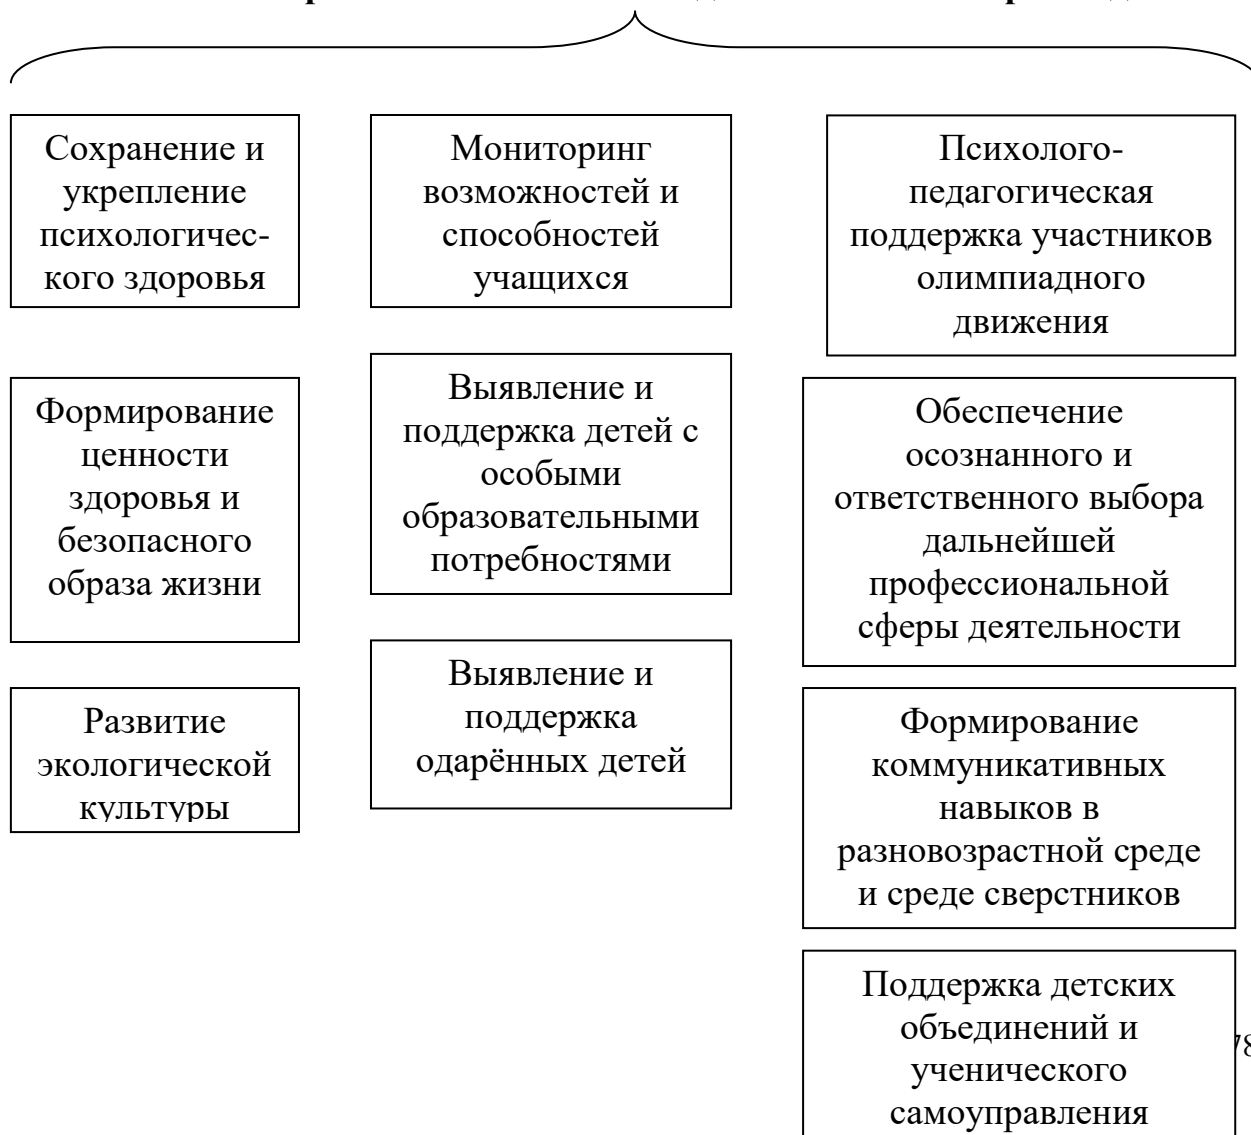 Сохранение и
укрепление
психологичес-
кого здоровья
Формирование
ценности
здоровья и
безопасного
образа жизни
Развитие
экологической
культуры
Мониторинг
возможностей и
способностей
учащихся
Выявление и
поддержка детей с
особыми
образовательными
потребностями
Выявление и
поддержка
одарённых детей
Психолого-
педагогическая
поддержка участников
олимпиадного
движения
Обеспечение
осознанного и
ответственного выбора
дальнейшей
профессиональной
сферы деятельности
Формирование
коммуникативных
навыков в
разновозрастной среде
и среде сверстников
Поддержка детских
объединений и
ученического
самоуправления